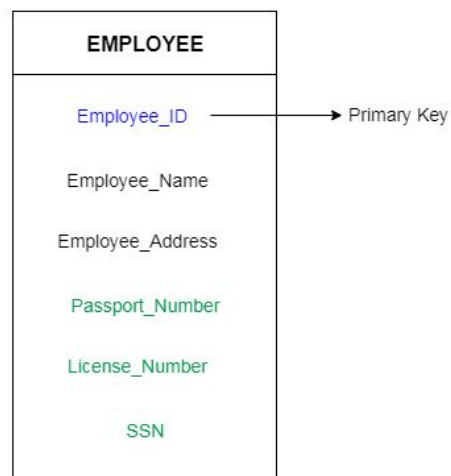 EMPLOYEE
Employee_ID
Primary Key
Employee_Name
Employee_Address
Passport_Number
License_Number
SSN